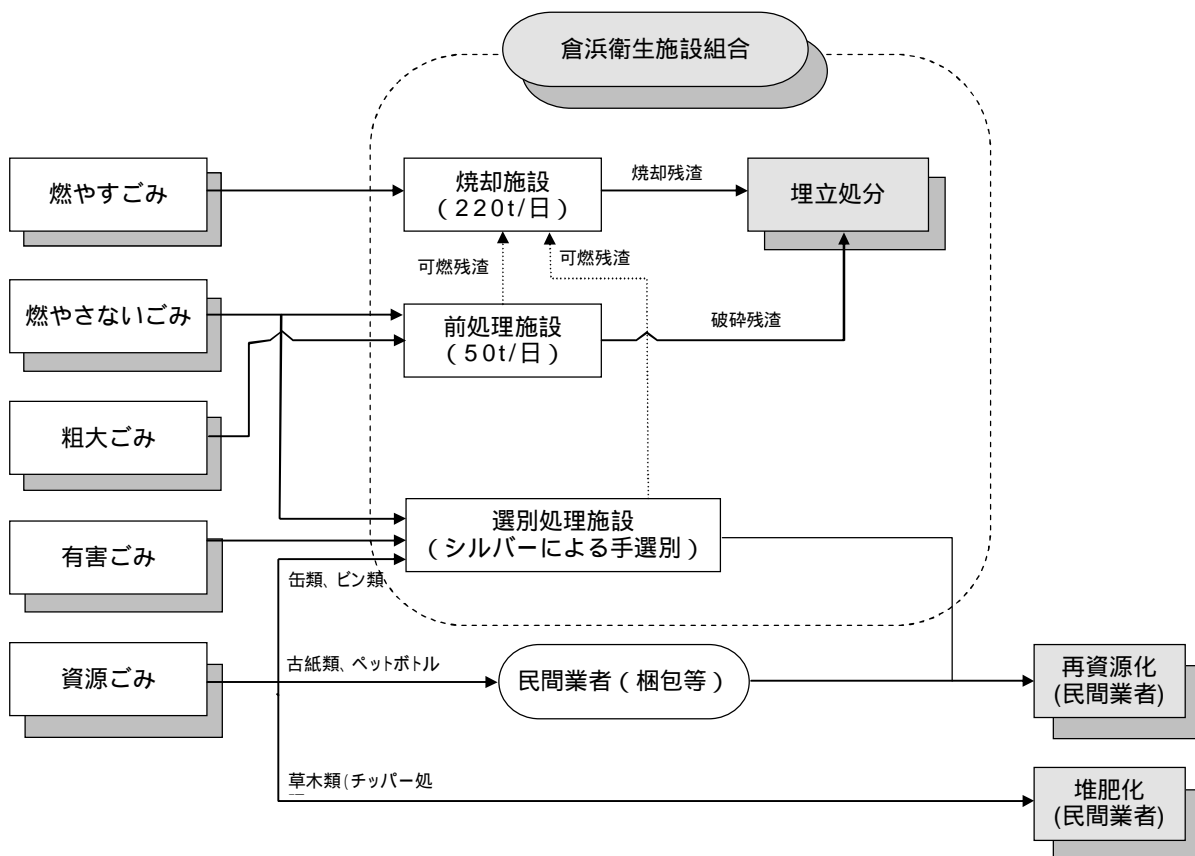 倉浜衛生施設組合
燃やすごみ
焼却施設
（220t/日）
焼却残渣
埋立処分
可燃残渣
可燃残渣
燃やさないごみ
前処理施設
（50t/日）
破砕残渣
粗大ごみ
選別処理施設
（シルバーによる手選別）
有害ごみ
缶類、ビン類
資源ごみ
古紙類、ペットボトル
民間業者（梱包等）
再資源化
(民間業者)
草木類(チッパー処
堆肥化
(民間業者)